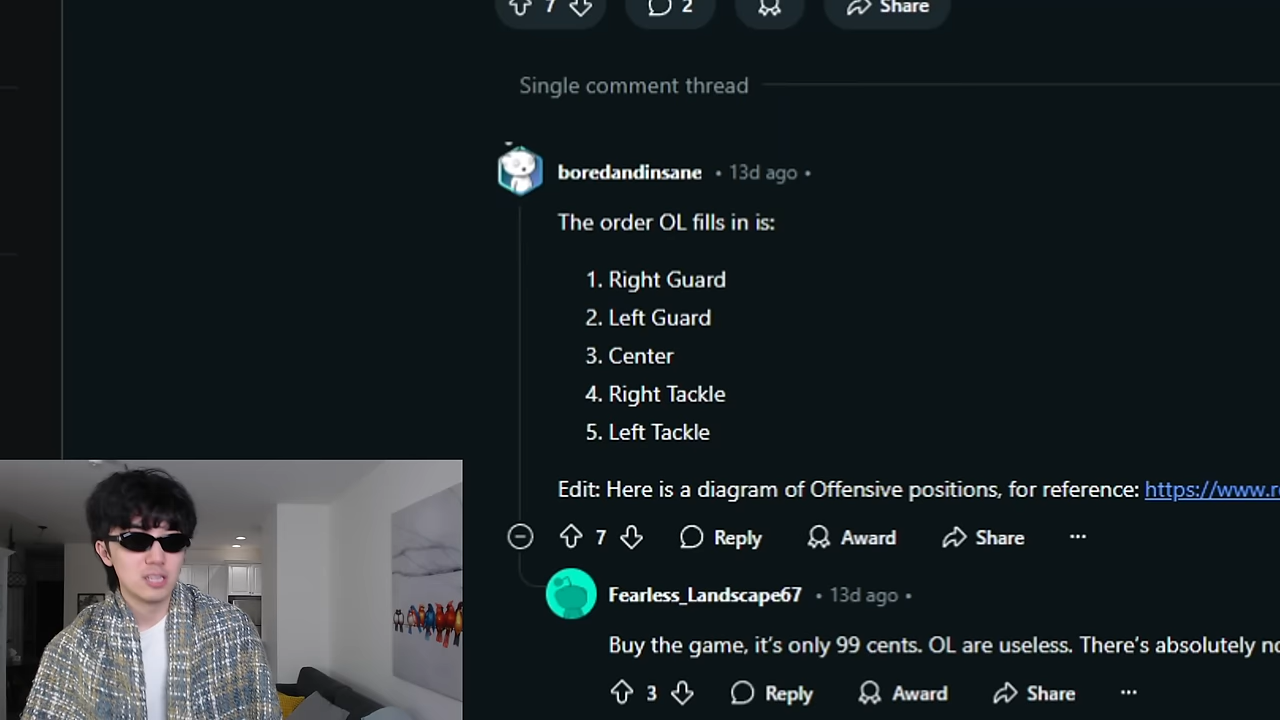 7 2 Share
Single comment thread
boredandinsane • 13d ago •
The order OL fills in is:
1. Right Guard
2. Left Guard
3. Center
4. Right Tackle
5. Left Tackle
Edit: Here is a diagram of Offensive positions, for reference: https://www.r
7 Reply Award Share ...
Fearless_Landscape67 • 13d ago •
Buy the game, it's only 99 cents. OL are useless. There's absolutely
3 Reply Award Share ...